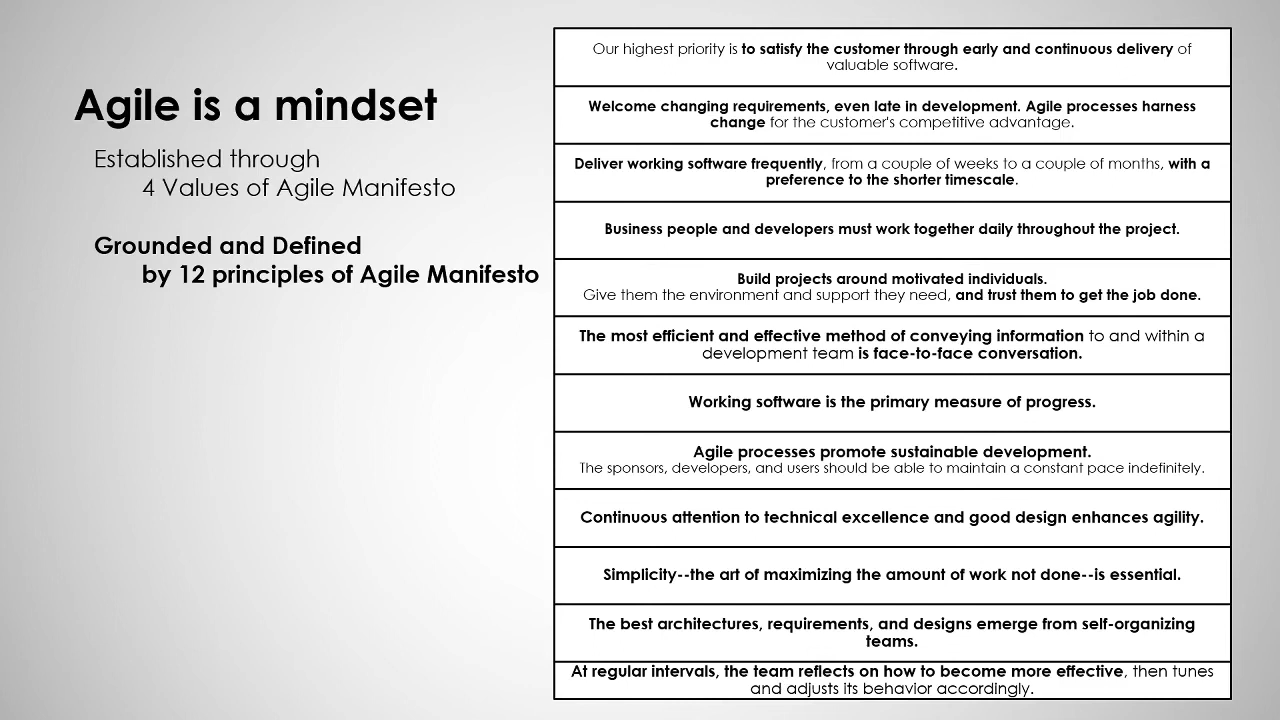 Agile is a mindset
Established through
4 Values of Agile Manifesto
Grounded and Defined
by 12 principles of Agile Manifesto
Our highest priority is to satisfy the customer through early and continuous delivery of
valuable software.
Welcome changing requirements, even late in development. Agile processes harness
change for the customer's competitive advantage.
Deliver working software frequently, from a couple of weeks to a couple of months, with a
preference to the shorter timescale.
Business people and developers must work together daily throughout the project.
Build projects around motivated individuals.
Give them the environment and support they need, and trust them to get the job done.
The most efficient and effective method of conveying information to and within a
development team is face-to-face conversation.
Working software is the primary measure of progress.
Agile processes promote sustainable development.
The sponsors, developers, and users should be able to maintain a constant pace indefinitely.
Continuous attention to technical excellence and good design enhances agility.
Simplicity--the art of maximizing the amount of work not done--is essential.
The best architectures, requirements, and designs emerge from self-organizing
teams.
At regular intervals, the team reflects on how to become more effective, then tunes
and adjusts its behavior accordingly.